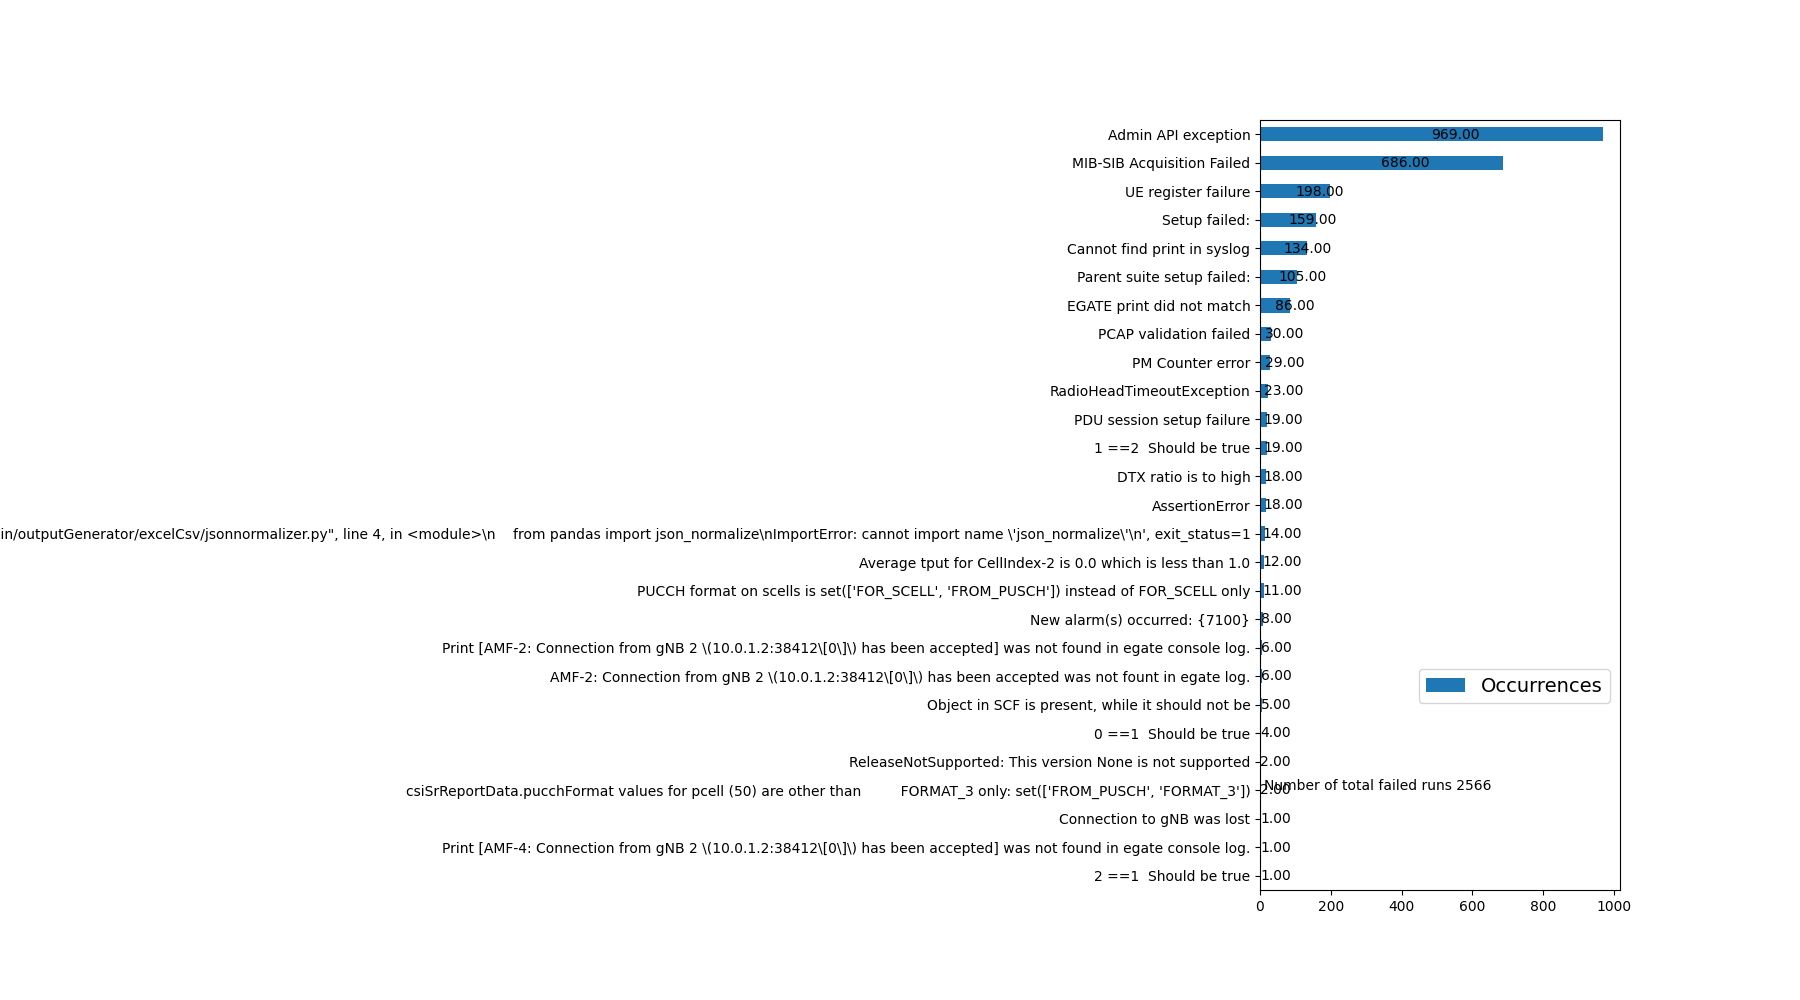 Admin API exception 969.00
MIB-SIB Acquisition Failed 686.00
UE register failure 198.00
Setup failed: 159.00
Cannot find print in syslog 134.00
Parent suite setup failed: 105.00
EGATE print did not match 86.00
PCAP validation failed 30.00
PM Counter error 29.00
RadioHeadTimeoutException 23.00
PDU session setup failure 19.00
1 ==2  Should be true 19.00
DTX ratio is to high 18.00
AssertionError 18.00
in/outputGenerator/excelCsv/jsonnormalizer.py", line 4, in <module>\n    from pandas import json_normalize\nImportError: cannot import name \'json_normalize\'\n', exit_status=1 14.00
Average tput for CellIndex-2 is 0.0 which is less than 1.0 12.00
PUCCH format on scells is set(['FOR_SCELL', 'FROM_PUSCH']) instead of FOR_SCELL only 11.00
New alarm(s) occurred: {7100} 8.00
Print [AMF-2: Connection from gNB 2 \(10.0.1.2:38412\[0\]\) has been accepted] was not found in egate console log. 6.00
AMF-2: Connection from gNB 2 \(10.0.1.2:38412\[0\]\) has been accepted was not fount in egate log. 6.00
Occurrences
Object in SCF is present, while it should not be 5.00
0 ==1  Should be true 4.00
ReleaseNotSupported: This version None is not supported 2.00
Number of total failed runs 2566
csiSrReportData.pucchFormat values for pcell (50) are other than         FORMAT_3 only: set(['FROM_PUSCH', 'FORMAT_3']) 2.00
Connection to gNB was lost 1.00
Print [AMF-4: Connection from gNB 2 \(10.0.1.2:38412\[0\]\) has been accepted] was not found in egate console log. 1.00
2 ==1  Should be true 1.00
0 200 400 600 800 1000